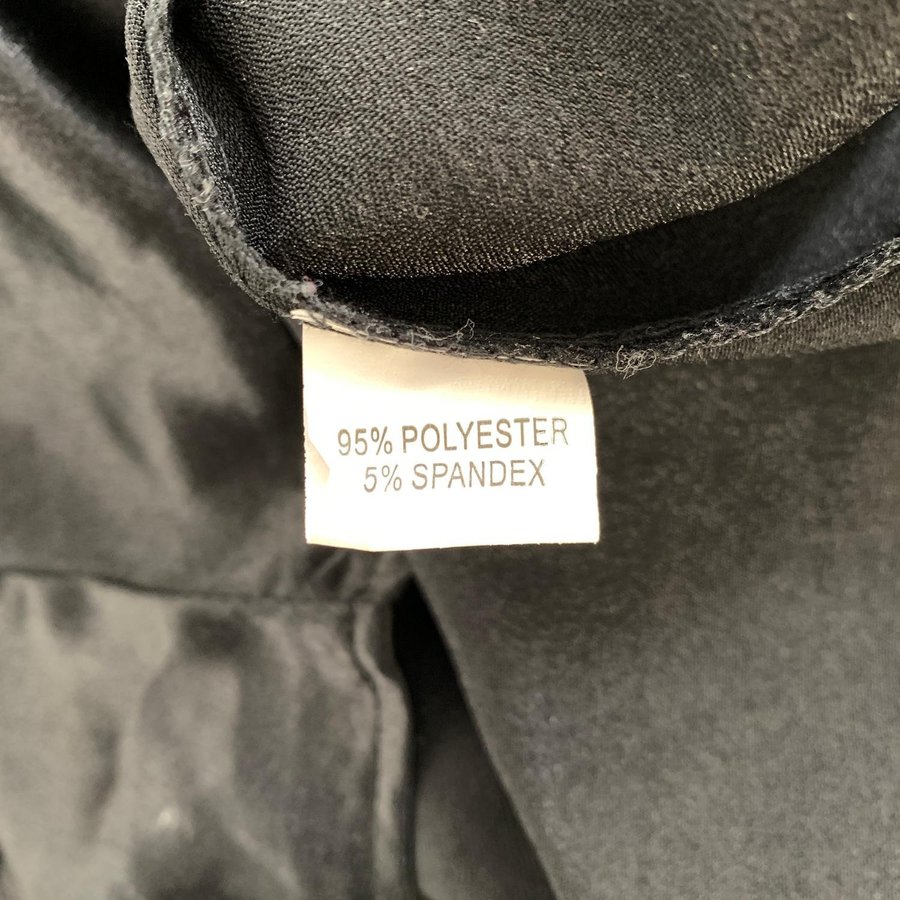 95% POLYESTER
5% SPANDEX